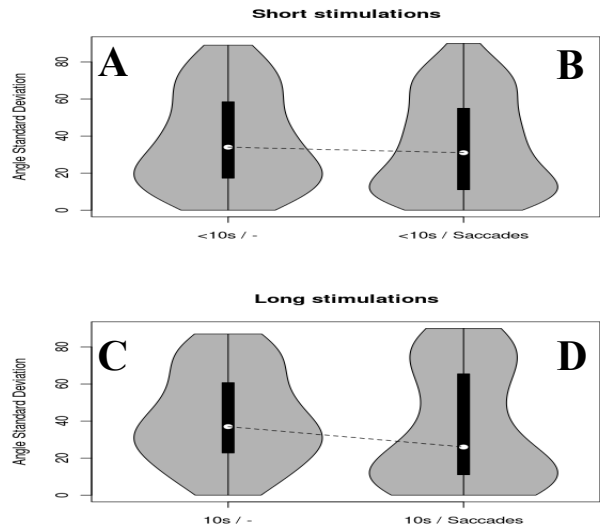 Short stimulations
A
B
Angle Standard Deviation
80
60
40
20
0
<10s / -
<10s / Saccades
Long stimulations
C
D
Angle Standard Deviation
80
60
40
20
0
10s / -
10s / Saccades